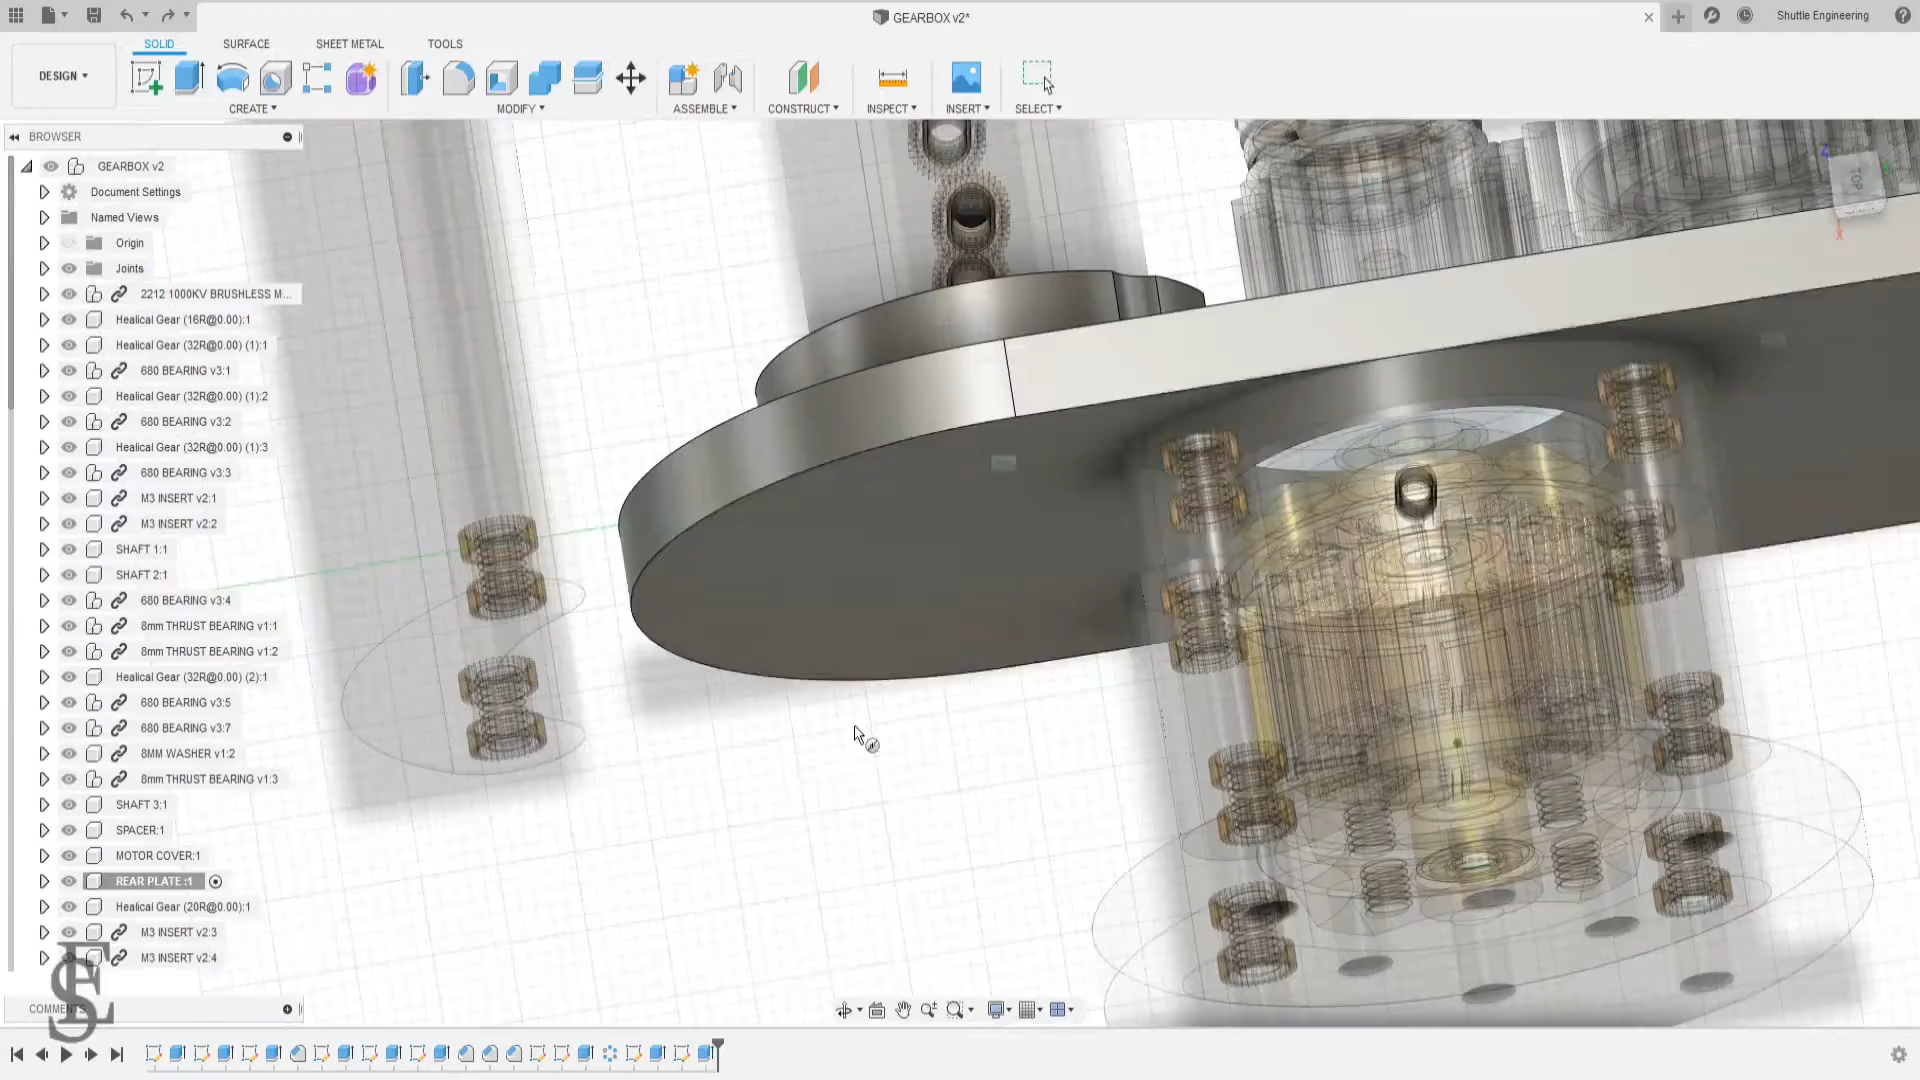 GEARBOX v2*
Shuttle Engineering
DESIGN
SOLID
SURFACE
SHEET METAL
TOOLS
CREATE
MODIFY
ASSEMBLE
CONSTRUCT
INSPECT
INSERT
SELECT
BROWSER
GEARBOX v2
Document Settings
Named Views
Origin
Joints
2212 1000KV BRUSHLESS M...
Healical Gear (16R@0.00):1
Healical Gear (32R@0.00) (1):1
680 BEARING v3:1
Healical Gear (32R@0.00) (1):2
680 BEARING v3:2
Healical Gear (32R@0.00) (1):3
680 BEARING v3:3
M3 INSERT v2:1
M3 INSERT v2:2
SHAFT 1:1
SHAFT 2:1
680 BEARING v3:4
8mm THRUST BEARING v1:1
8mm THRUST BEARING v1:2
Healical Gear (32R@0.00) (2):1
680 BEARING v3:5
680 BEARING v3:7
8MM WASHER v1:2
8mm THRUST BEARING v1:3
SHAFT 3:1
SPACER:1
MOTOR COVER:1
REAR PLATE :1
Healical Gear (20R@0.00):1
M3 INSERT v2:3
M3 INSERT v2:4
COMMENTS
TOP
Z
X
SE